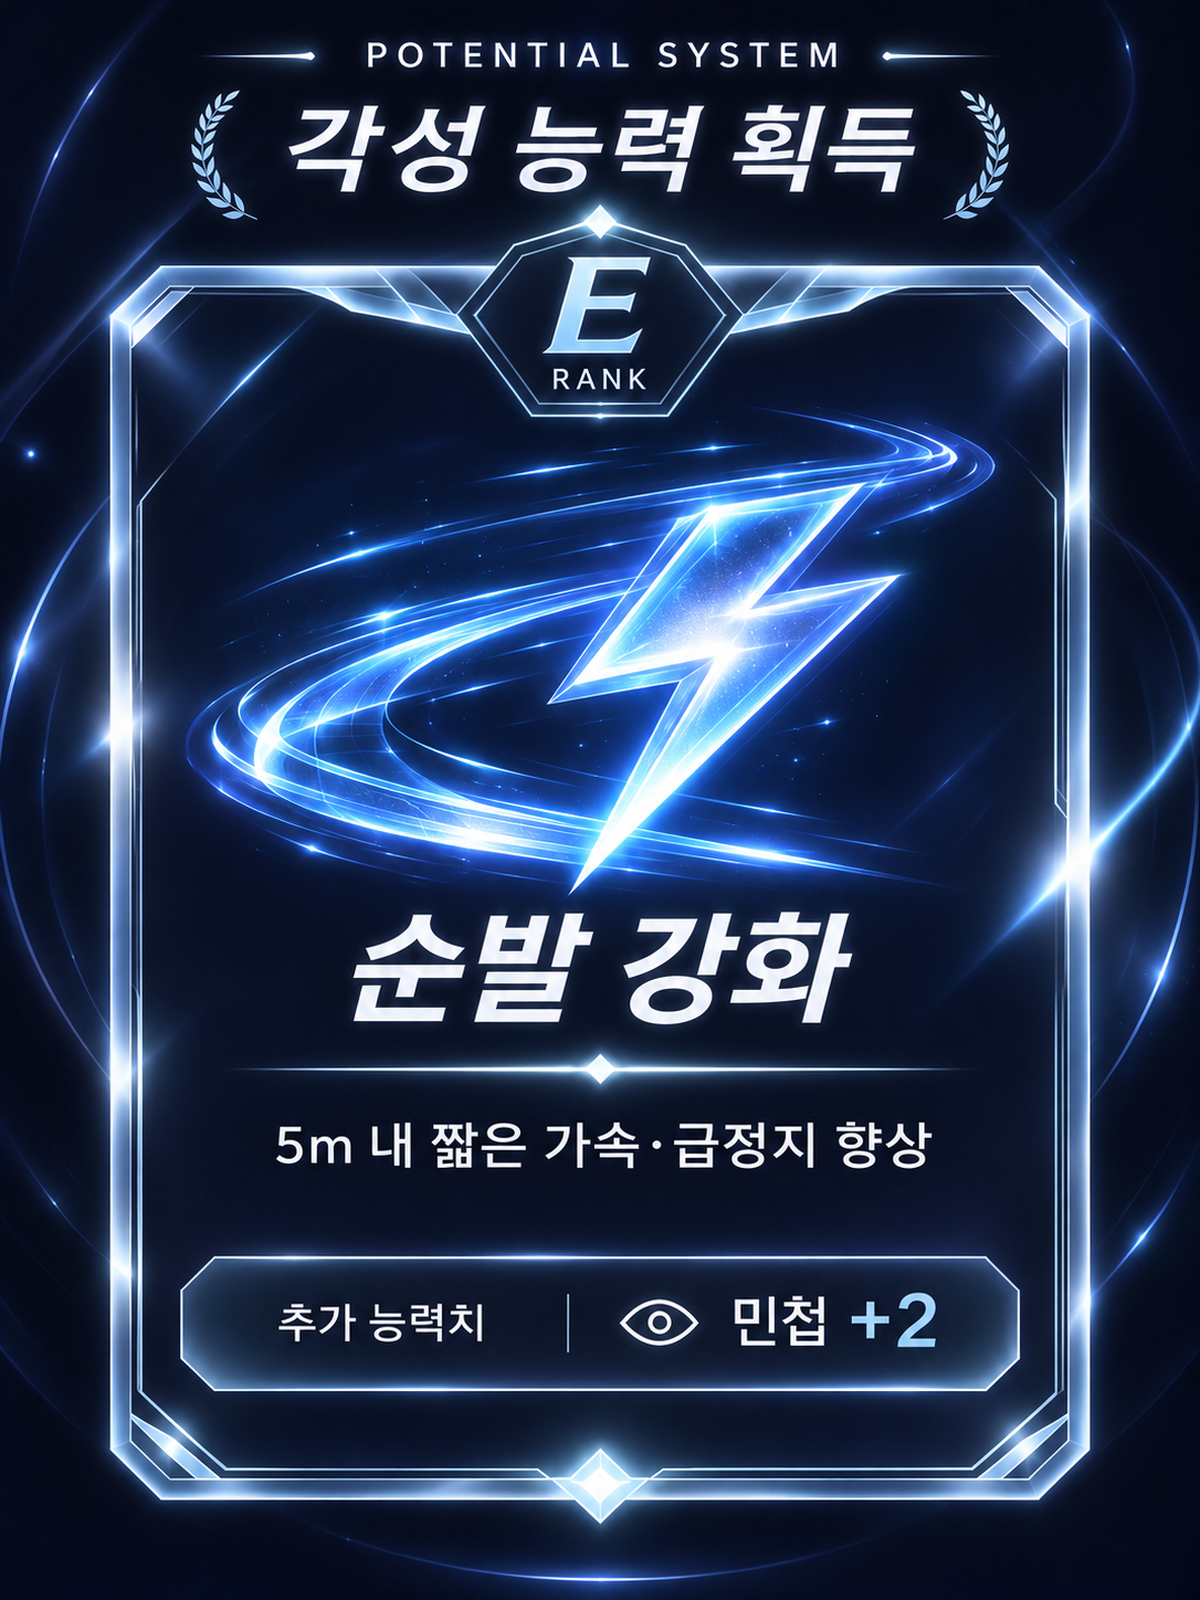 POTENTIAL SYSTEM
각성 능력 획득
E
RANK
순발 강화
5m 내 짧은 가속·급정지 향상
추가 능력치 민첩 +2